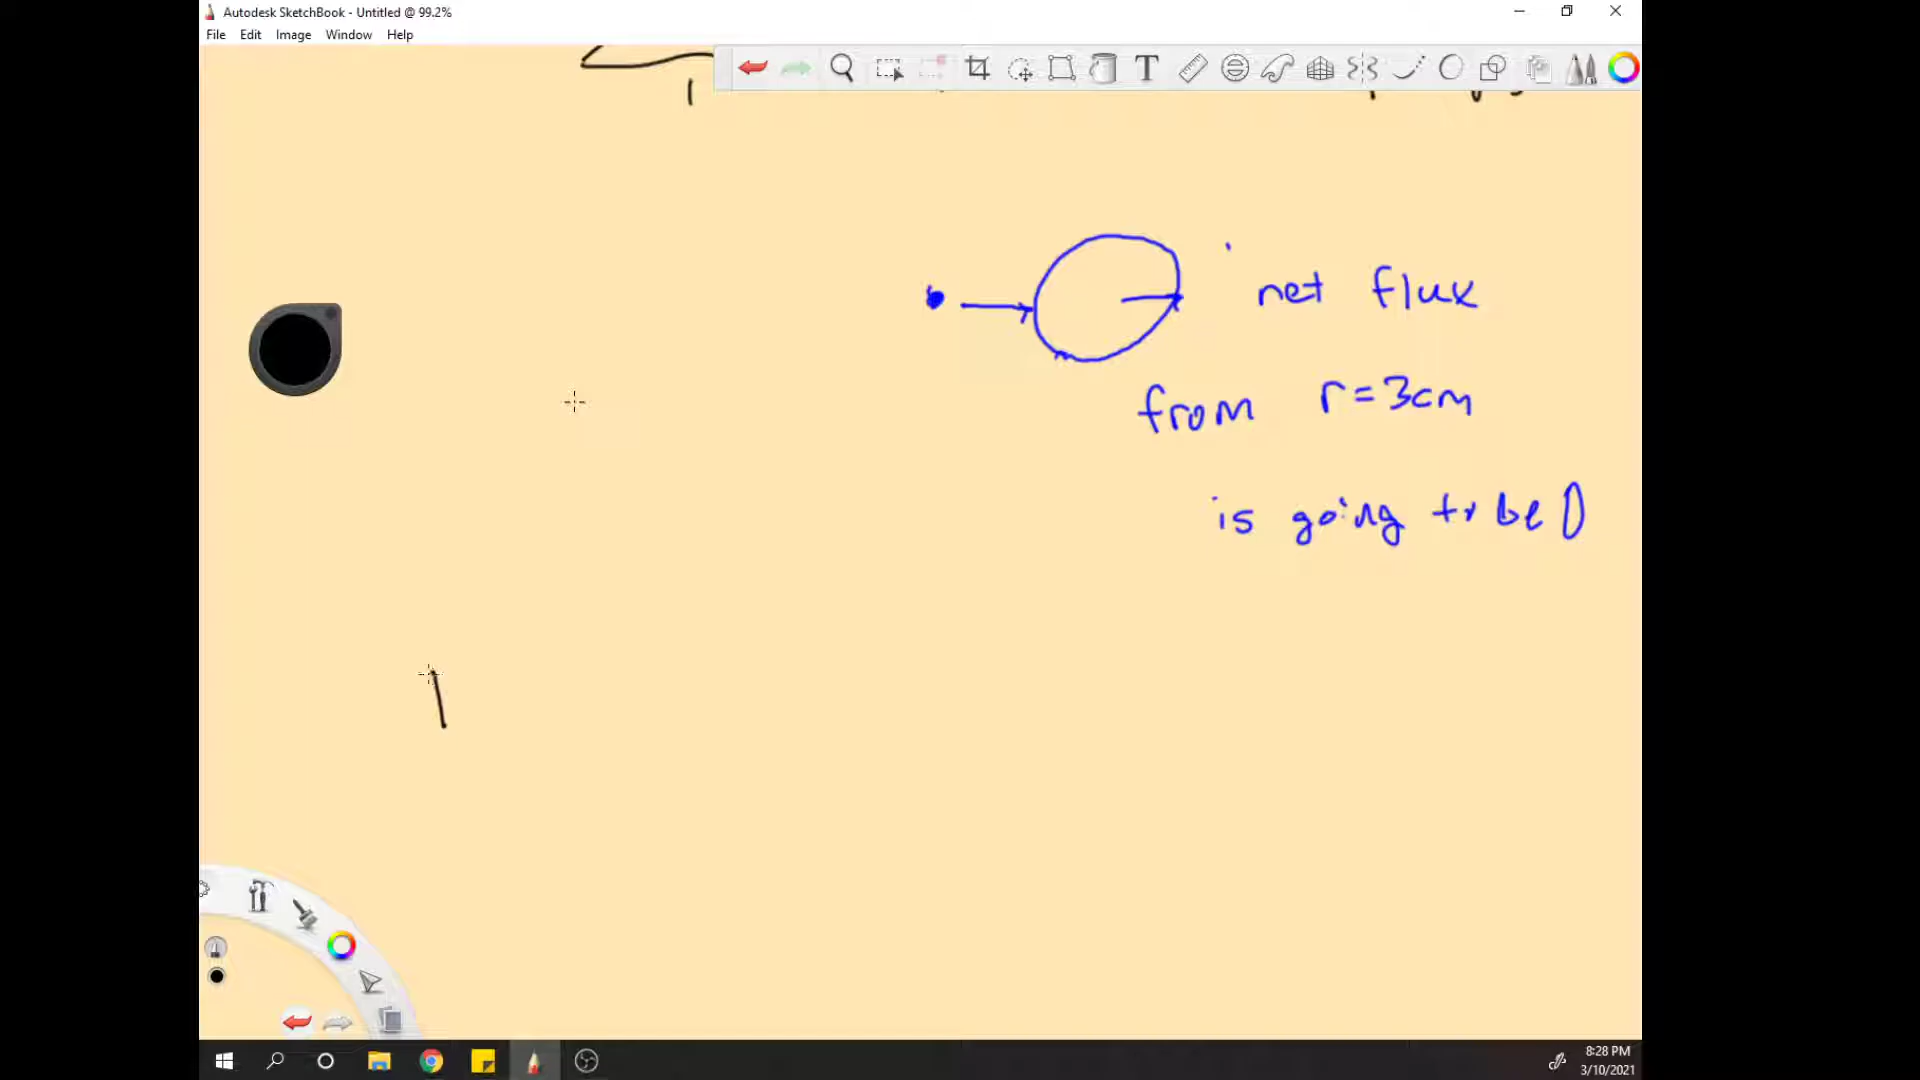 Autodesk SketchBook - Untitled @ 99.2%
File Edit Image Window Help
T
net flux
from r=3cm
is going to be 0
8:28 PM
3/10/2021